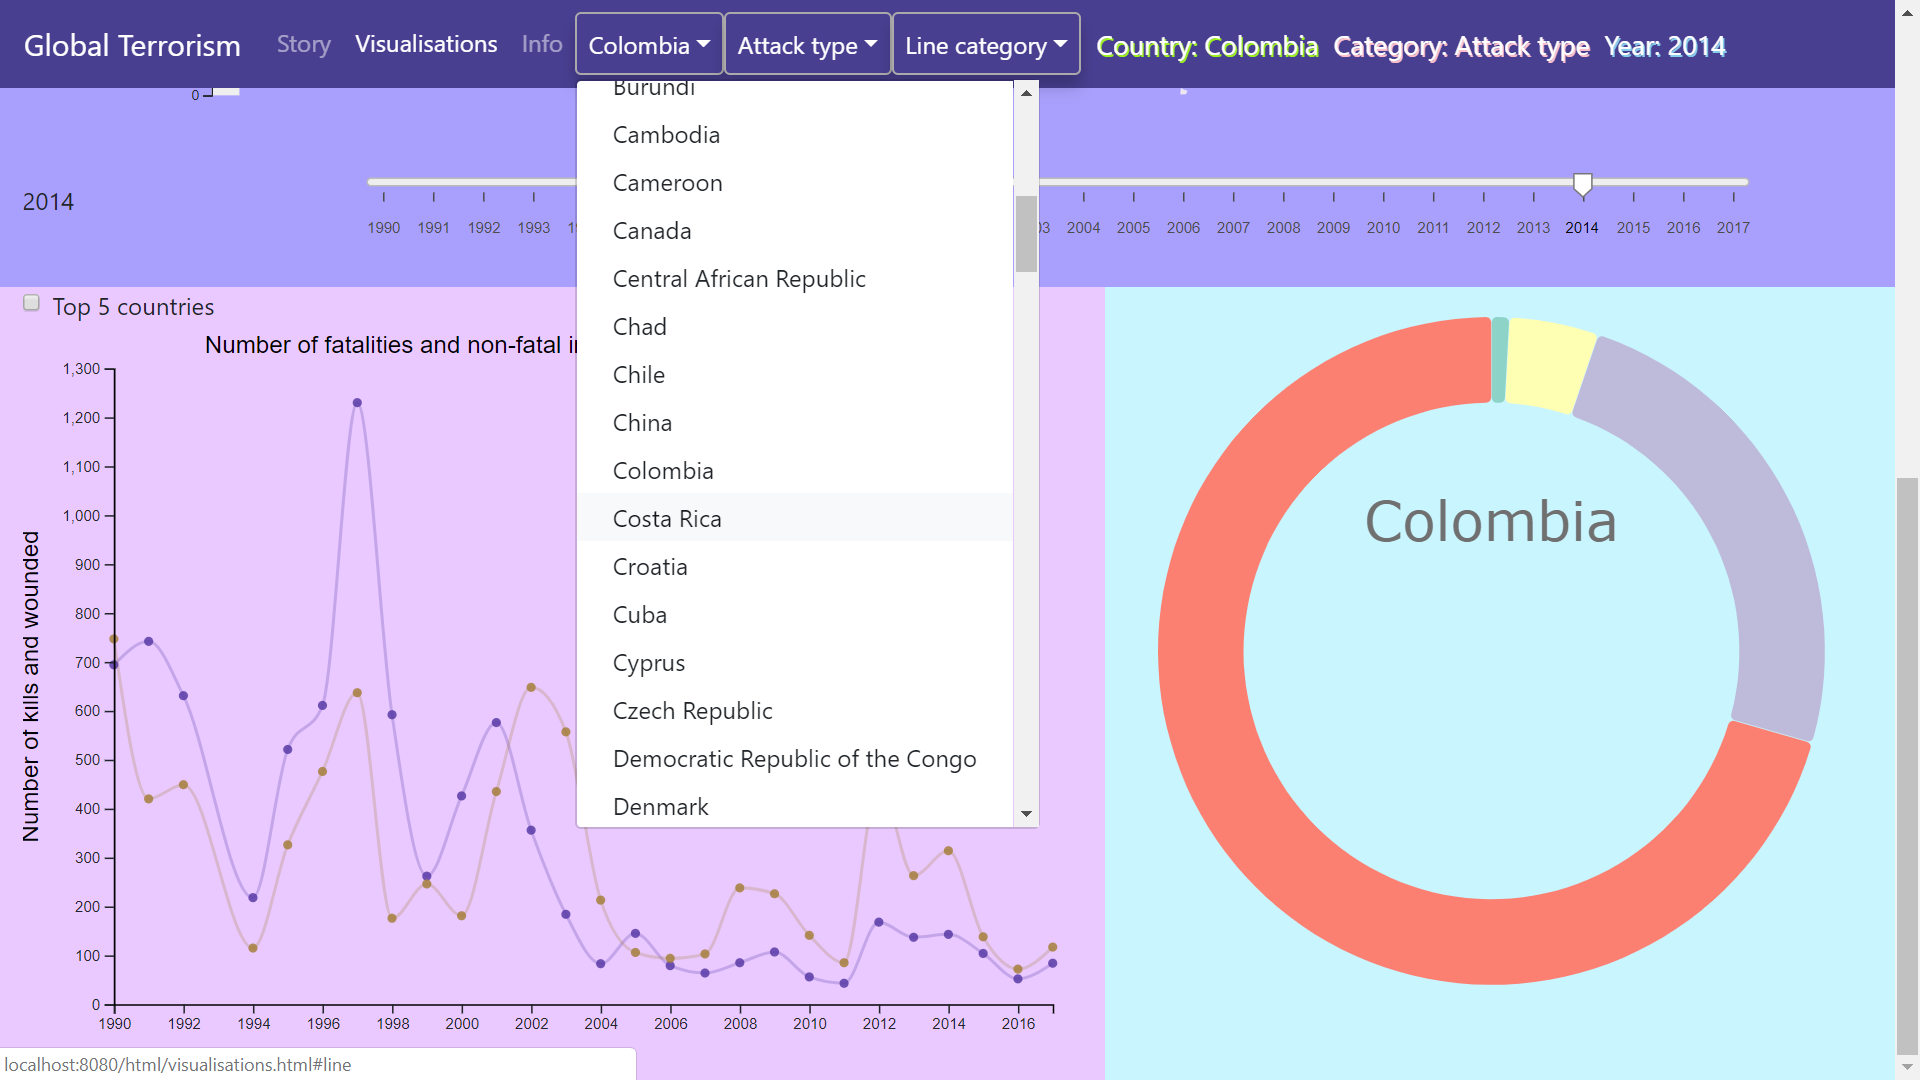 Global Terrorism Story Visualisations Info Colombia Attack type Line category Country: Colombia Category: Attack type Year: 2014
Burundi
Cambodia
Cameroon
Canada
Central African Republic
Chad
Chile
China
Colombia
Costa Rica
Croatia
Cuba
Cyprus
Czech Republic
Democratic Republic of the Congo
Denmark
0
2014
1990 1991 1992 1993 2004 2005 2006 2007 2008 2009 2010 2011 2012 2013 2014 2015 2016 2017
Top 5 countries
Number of fatalities and non-fatal
Number of kills and wounded
1,300
1,200
1,100
1,000
900
800
700
600
500
400
300
200
100
0
1990 1992 1994 1996 1998 2000 2002 2004 2006 2008 2010 2012 2014 2016
Colombia
localhost:8080/html/visualisations.html#line